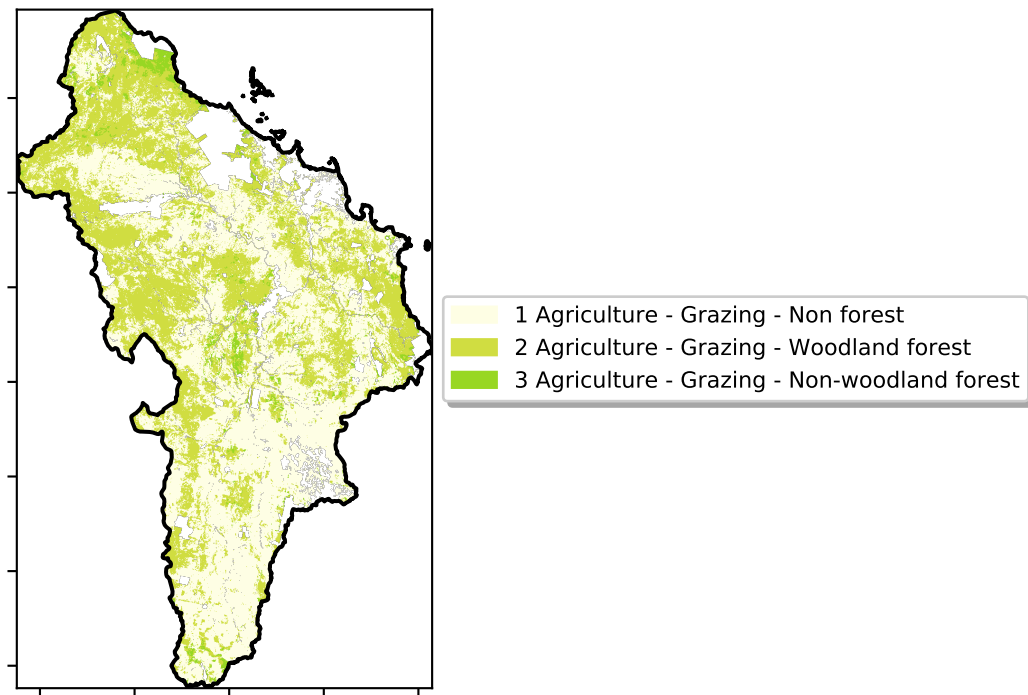 1 Agriculture - Grazing - Non forest
2 Agriculture - Grazing - Woodland forest
3 Agriculture - Grazing - Non-woodland forest